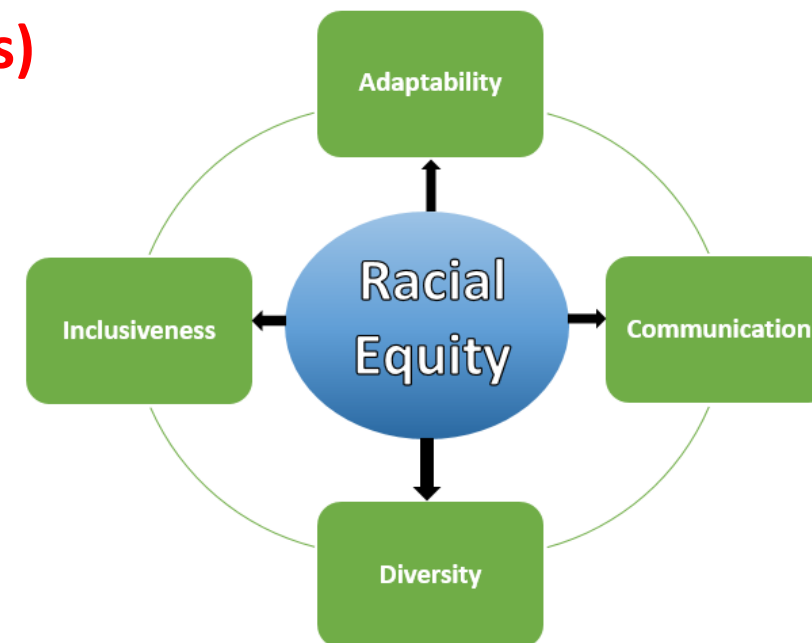 s)
Adaptability
Racial
Equity
Inclusiveness
Communication
Diversity